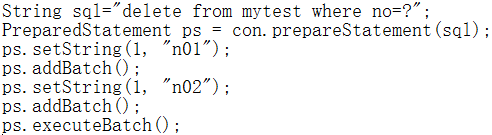 String sql="delete from mytest where no=?";
PreparedStatement ps = con.prepareStatement(sql);
ps.setString(1, "n01");
ps.addBatch();
ps.setString(1, "n02");
ps.addBatch();
ps.executeBatch();